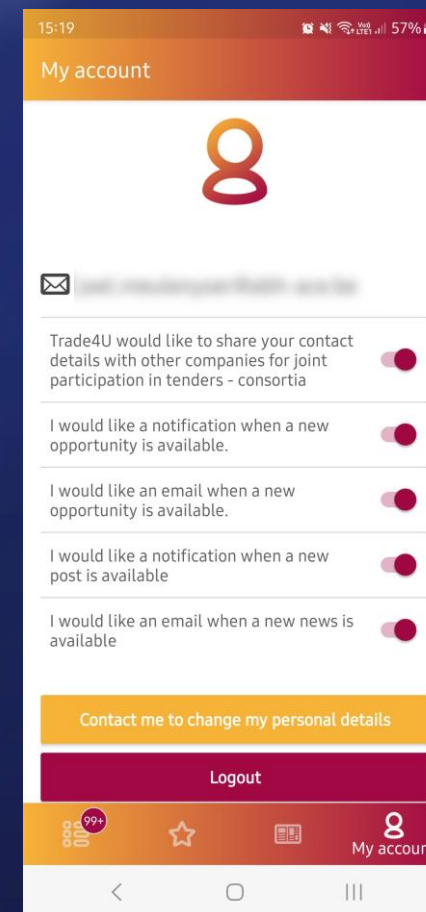 15:19
57%
My account
Trade4U would like to share your contact
details with other companies for joint
participation in tenders - consortia
I would like a notification when a new
opportunity is available.
I would like an email when a new
opportunity is available.
I would like a notification when a new
post is available
I would like an email when a new news is
available
Contact me to change my personal details
Logout
99+
My accoun